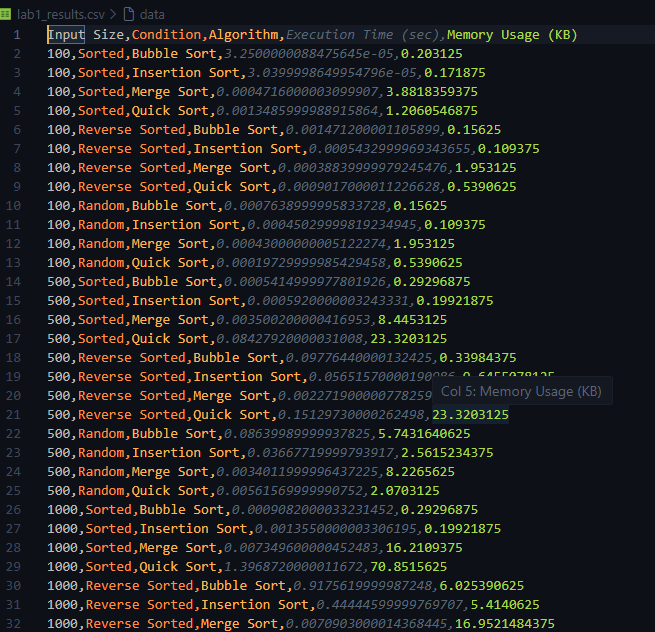 lab1_results.csv > data
1 Input Size,Condition,Algorithm,Execution Time (sec),Memory Usage (KB)
2 100,Sorted,Bubble Sort,3.2500000088475645e-05,0.203125
3 100,Sorted,Insertion Sort,3.0399998649954796e-05,0.171875
4 100,Sorted,Merge Sort,0.0004716000003099907,3.8818359375
5 100,Sorted,Quick Sort,0.0013485999988915864,1.2060546875
6 100,Reverse Sorted,Bubble Sort,0.001471200001105899,0.15625
7 100,Reverse Sorted,Insertion Sort,0.0005432999969343655,0.109375
8 100,Reverse Sorted,Merge Sort,0.00038839999979245476,1.953125
9 100,Reverse Sorted,Quick Sort,0.0009017000011226628,0.5390625
10 100,Random,Bubble Sort,0.0007638999995833728,0.15625
11 100,Random,Insertion Sort,0.00045029999819234945,0.109375
12 100,Random,Merge Sort,0.00043000000005122274,1.953125
13 100,Random,Quick Sort,0.00019729999985429458,0.5390625
14 500,Sorted,Bubble Sort,0.0005414999977801926,0.29296875
15 500,Sorted,Insertion Sort,0.0005920000003243331,0.19921875
16 500,Sorted,Merge Sort,0.003500200000416953,8.4453125
17 500,Sorted,Quick Sort,0.08427920000031008,23.3203125
18 500,Reverse Sorted,Bubble Sort,0.09776440000132425,0.33984375
19 500,Reverse Sorted,Insertion Sort,
20 500,Reverse Sorted,Merge Sort,
Col 5: Memory Usage (KB)
21 500,Reverse Sorted,Quick Sort,0.15129730000262498,23.3203125
22 500,Random,Bubble Sort,0.08639989999937825,5.7431640625
23 500,Random,Insertion Sort,0.03667719999793917,2.5615234375
24 500,Random,Merge Sort,0.0034011999996437225,8.2265625
25 500,Random,Quick Sort,0.00561569999990752,2.0703125
26 1000,Sorted,Bubble Sort,0.0009082000033231452,0.29296875
27 1000,Sorted,Insertion Sort,0.0013550000003306195,0.19921875
28 1000,Sorted,Merge Sort,0.007349600000452483,16.2109375
29 1000,Sorted,Quick Sort,1.3968720000011672,70.8515625
30 1000,Reverse Sorted,Bubble Sort,0.9175619999987248,6.025390625
31 1000,Reverse Sorted,Insertion Sort,0.44444599999769707,5.4140625
32 1000,Reverse Sorted,Merge Sort,0.0070903000014368445,16.9521484375